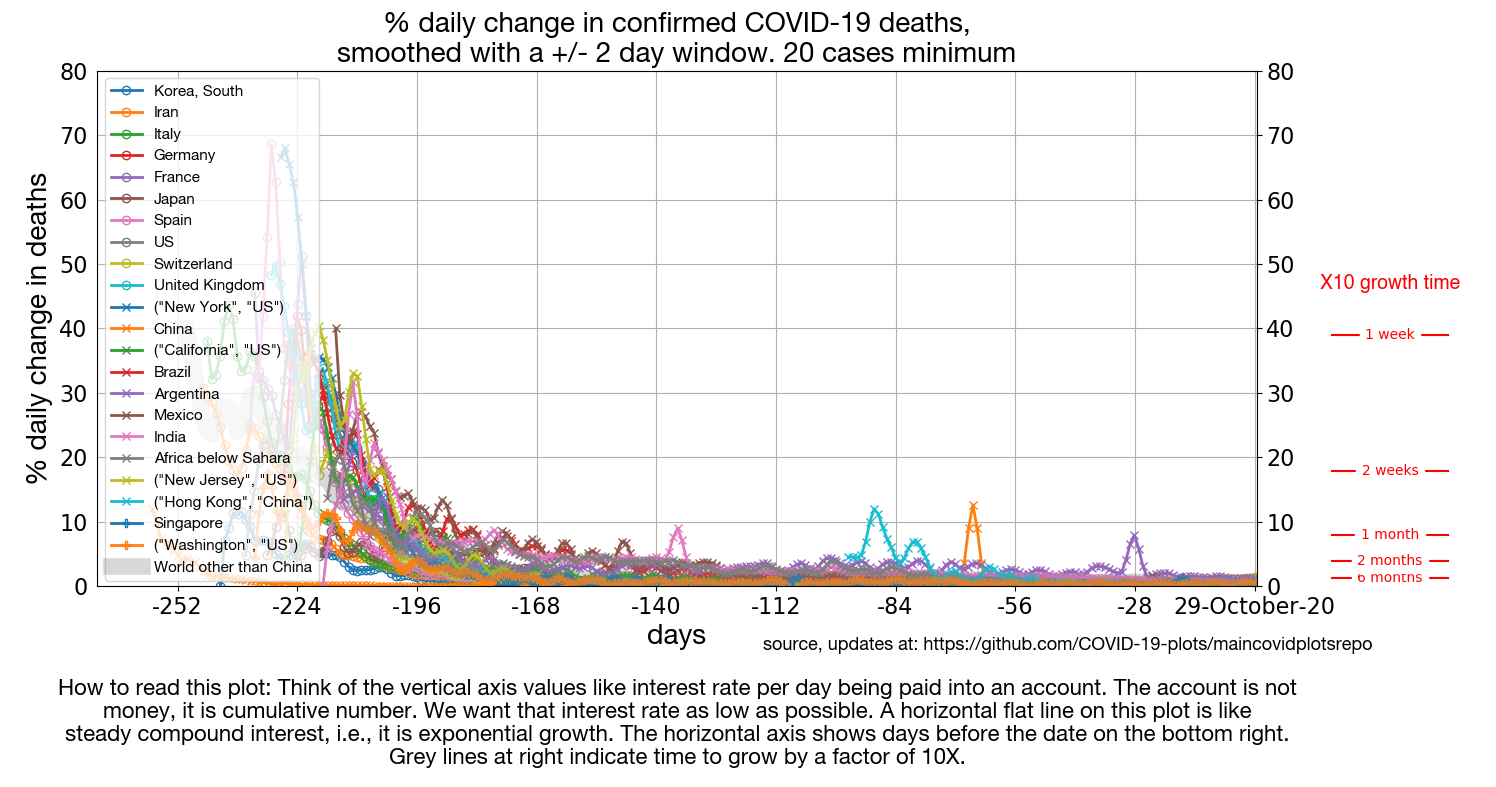 % daily change in confirmed COVID-19 deaths,
smoothed with a +/- 2 day window. 20 cases minimum
% daily change in deaths
80
70
60
50
40
30
20
10
0
Korea, South
Iran
Italy
Germany
France
Japan
Spain
US
Switzerland
United Kingdom
("New York", "US")
China
("California", "US")
Brazil
Argentina
Mexico
India
Africa below Sahara
("New Jersey", "US")
("Hong Kong", "China")
Singapore
("Washington", "US")
World other than China
80
70
60
50
40
30
20
10
0
X10 growth time
1 week
2 weeks
1 month
2 months
6 months
-252 -224 -196 -168 -140 -112 -84 -56 -28 29-October-20
days
source, updates at: https://github.com/COVID-19-plots/maincovidplotsrepo
How to read this plot: Think of the vertical axis values like interest rate per day being paid into an account. The account is not
money, it is cumulative number. We want that interest rate as low as possible. A horizontal flat line on this plot is like
steady compound interest, i.e., it is exponential growth. The horizontal axis shows days before the date on the bottom right.
Grey lines at right indicate time to grow by a factor of 10X.